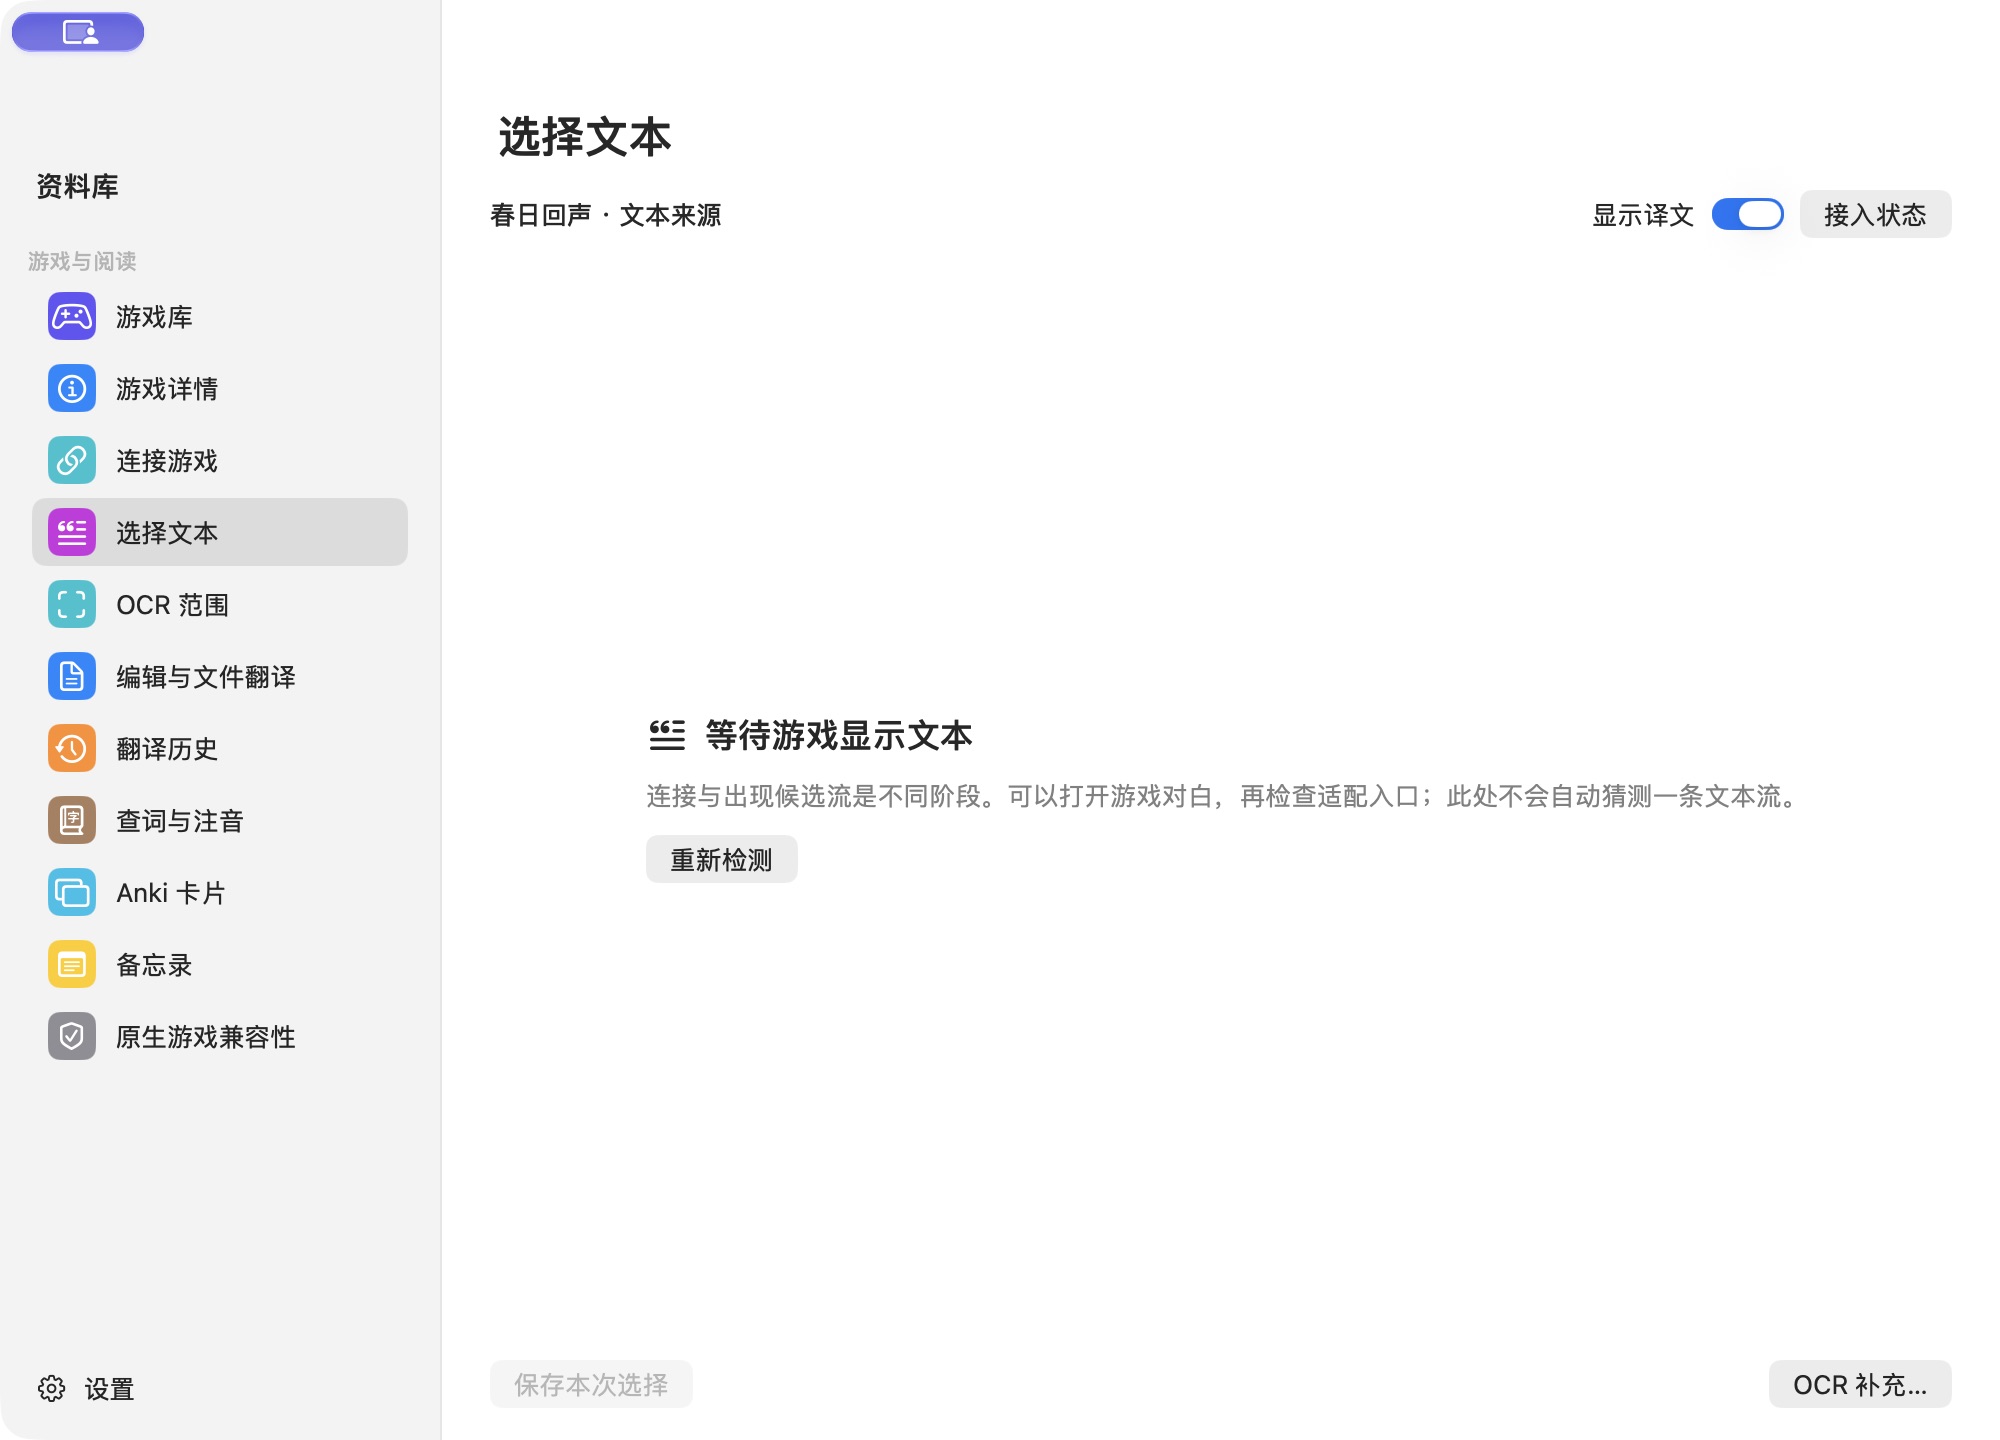 资料库
游戏与阅读
游戏库
游戏详情
连接游戏
选择文本
OCR 范围
编辑与文件翻译
翻译历史
查词与注音
字
Anki 卡片
备忘录
原生游戏兼容性
设置
选择文本
春日回声 · 文本来源
显示译文
接入状态
等待游戏显示文本
连接与出现候选流是不同阶段。可以打开游戏对白，再检查适配入口；此处不会自动猜测一条文本流。
重新检测
保存本次选择
OCR 补充...